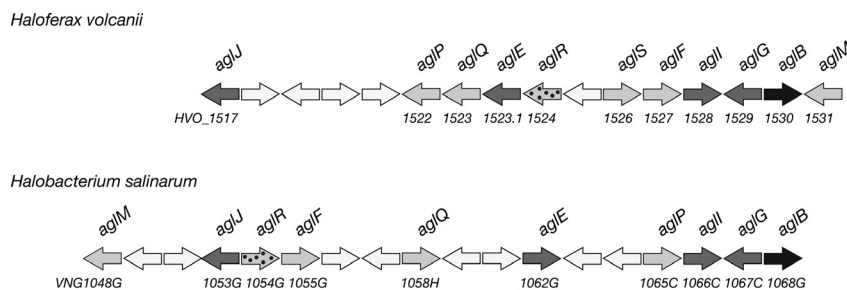 Haloferax volcanii
aglJ aglP aglQ aglE aglR aglS aglF aglI aglG aglB aglM
HVO_1517 1522 1523 1523.1 1524 1526 1527 1528 1529 1530 1531
Halobacterium salinarum
aglM aglJ aglR aglF aglQ aglE aglP aglI aglG aglB
VNG1048G 1053G 1054G 1055G 1058H 1062G 1065C 1066C 1067C 1068G